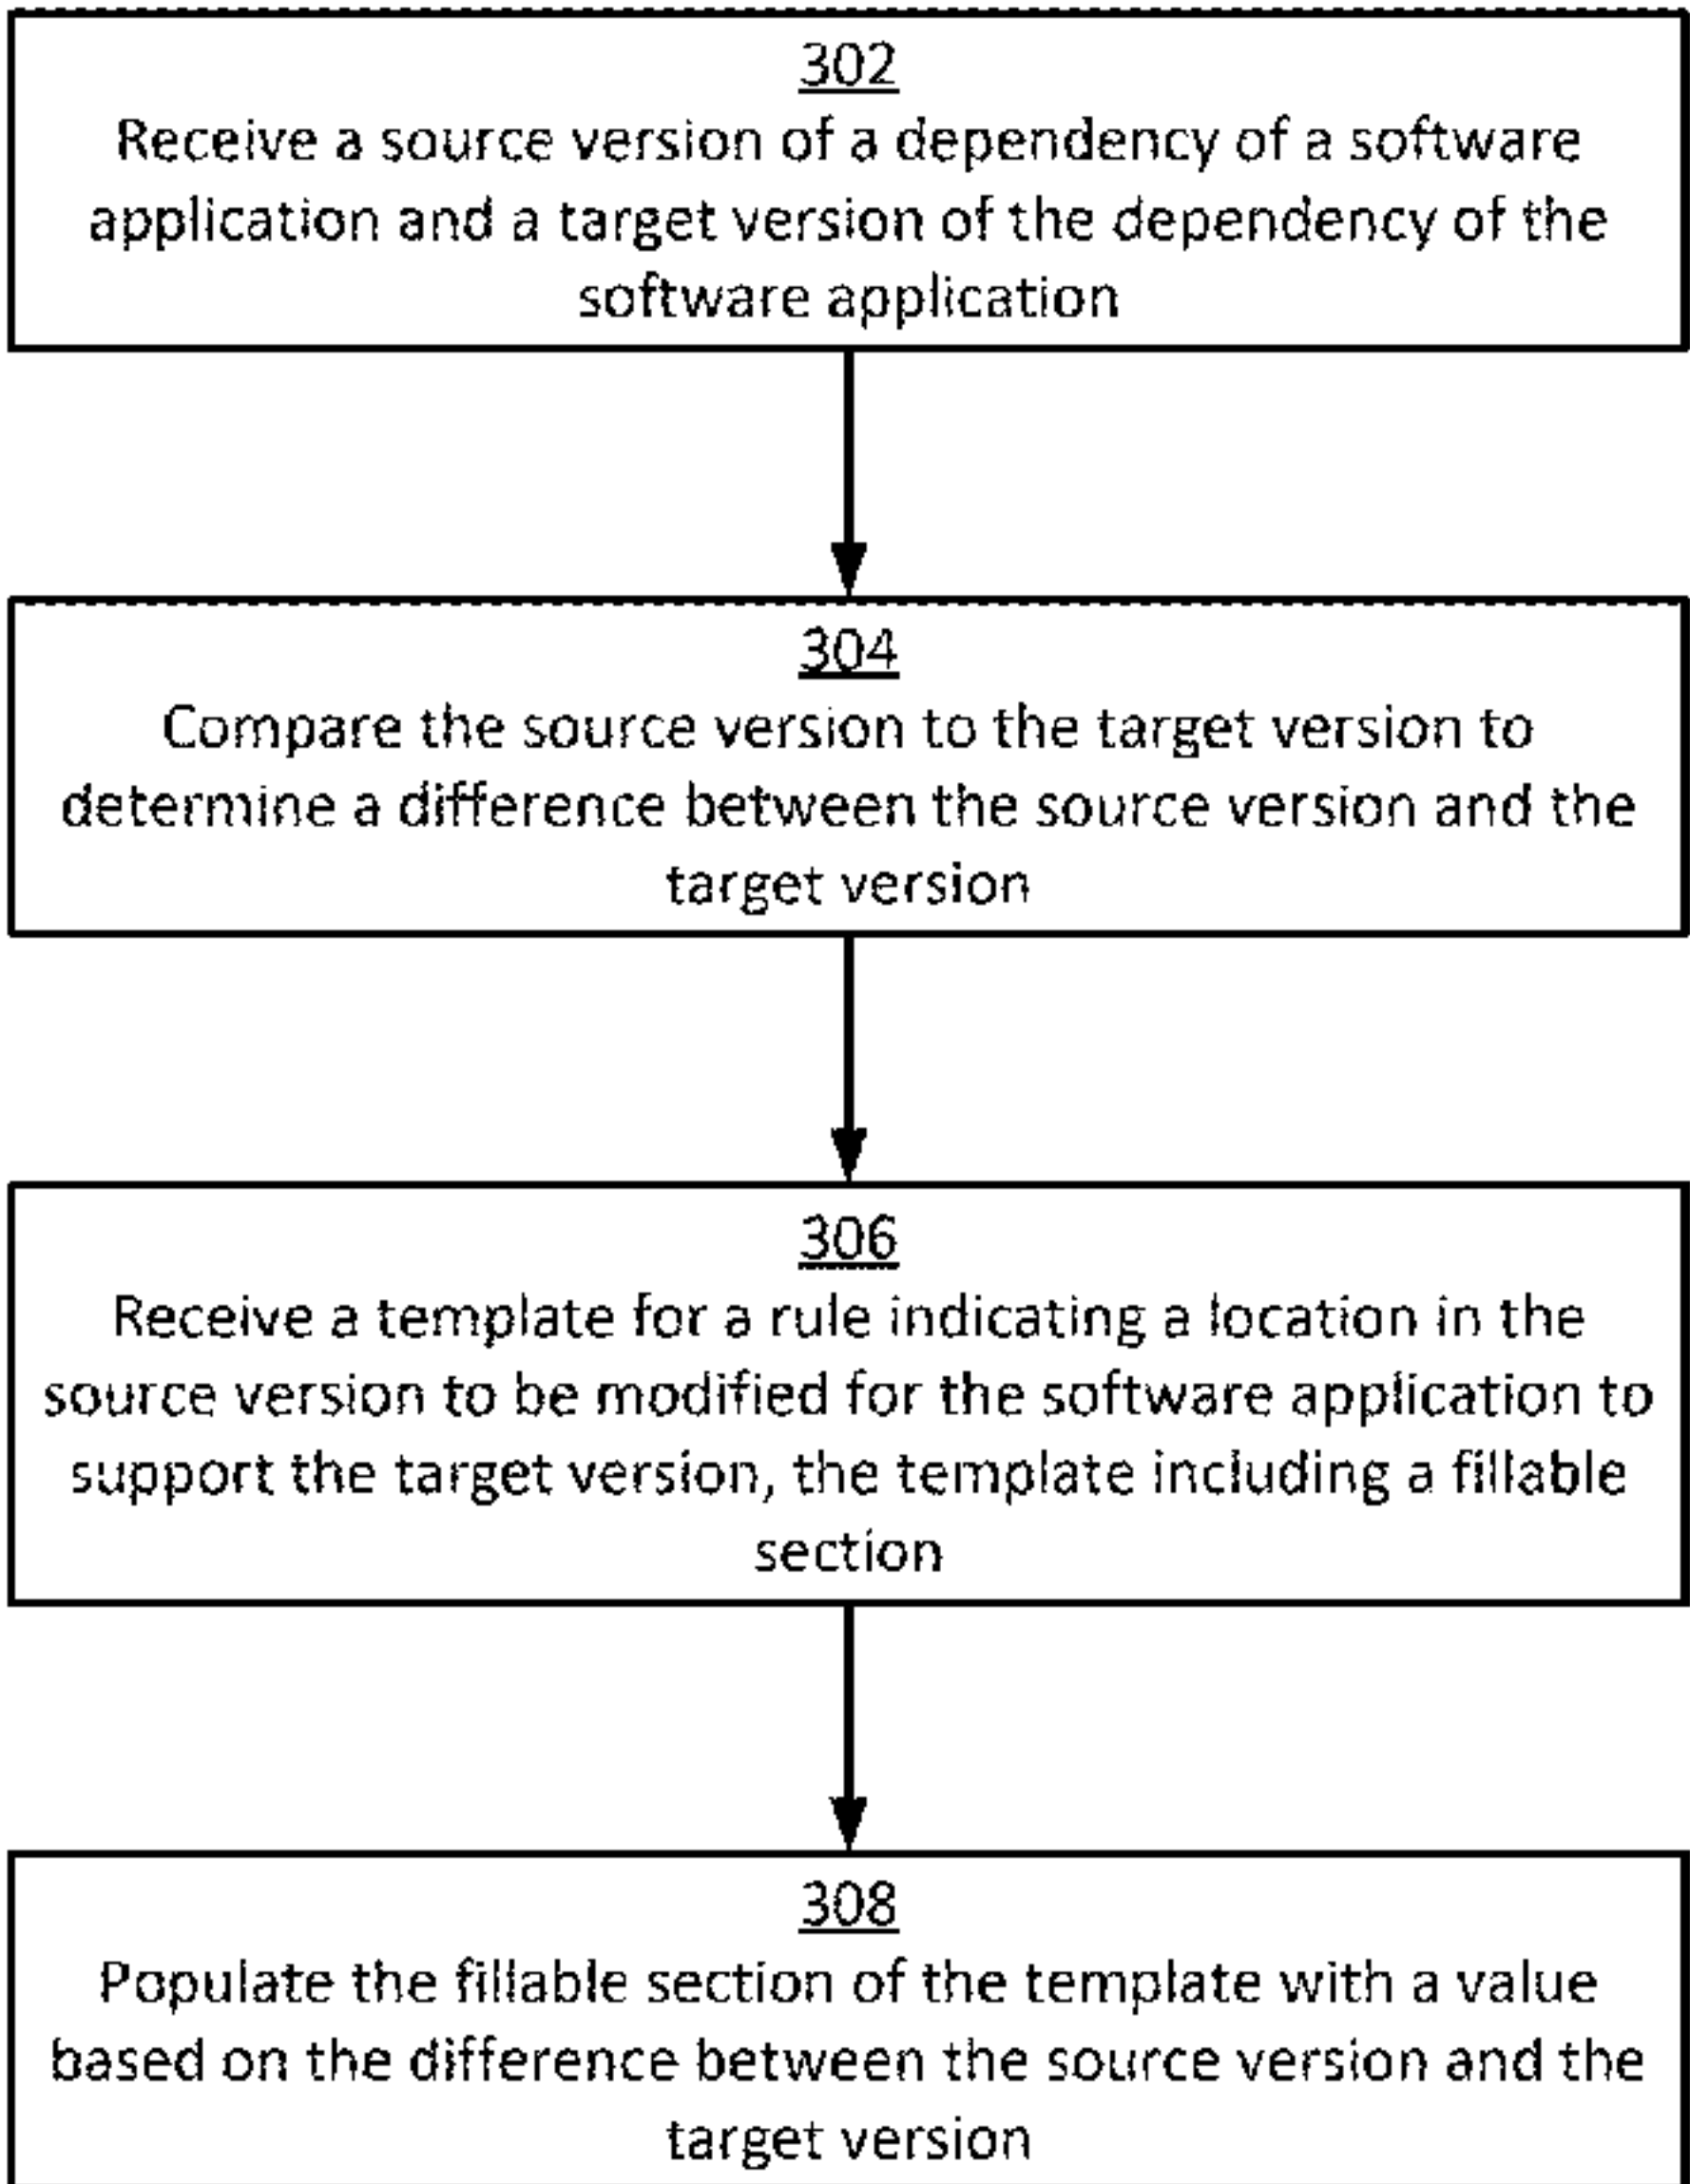 302
Receive a source version of a dependency of a software
application and a target version of the dependency of the
software application
304
Compare the source version to the target version to
determine a difference between the source version and the
target version
306
Receive a template for a rule indicating a location in the
source version to be modified for the software application to
support the target version, the template including a fillable
section
308
Populate the fillable section of the template with a value
based on the difference between the source version and the
target version